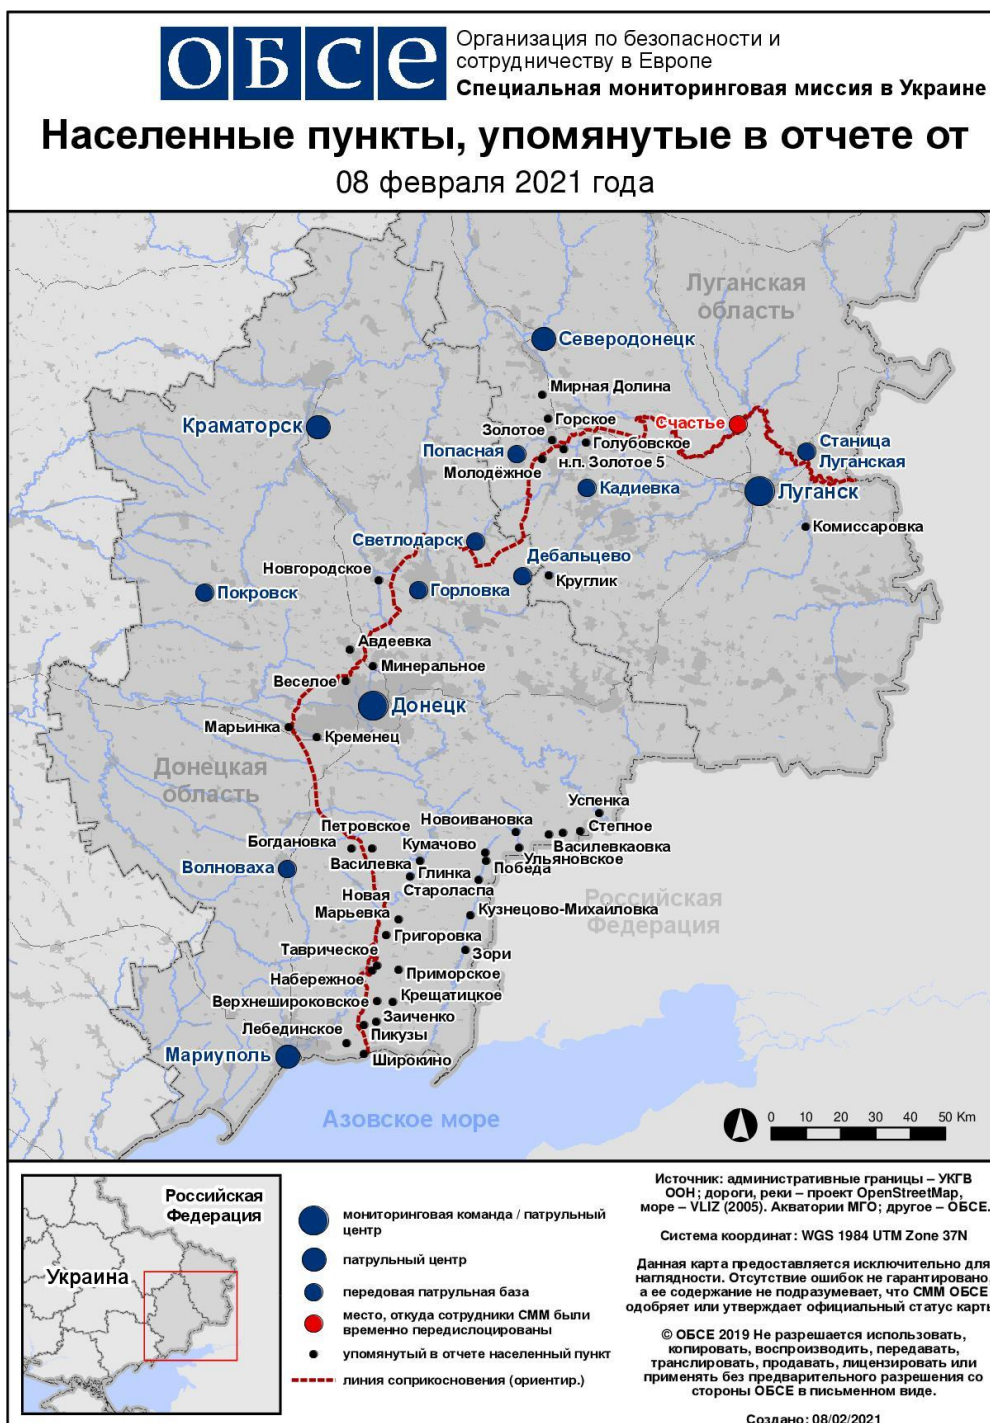 ОБСЕ
Организация по безопасности и
сотрудничеству в Европе
Специальная мониторинговая миссия в Украине
Населенные пункты, упомянутые в отчете от
08 февраля 2021 года
Луганская
область
Северодонецк
Мирная Долина
Краматорск
Горское
Счастье
Золотое
Голубовское
Станица
Луганская
Попасная
н.п. Золотое 5
Молодёжное
Кадиевка
Луганск
Комиссаровка
Светлодарск
Дебальцево
Новгородское
Круглик
Покровск
Горловка
Авдеевка
Минеральное
Веселое
Донецк
Марьинка
Кременец
Донецкая
область
Успенка
Петровское
Новоивановка
Степное
Богдановка
Кумачово
Василевкаовка
Василевка
Ульяновское
Волноваха
Глинка
Победа
Староласпа
Новая
Марьевка
Российская
Федерация
Кузнецово-Михайловка
Григоровка
Таврическое
Зори
Набережное
Приморское
Верхнешироковское
Крещатицкое
Заиченко
Лебединское
Пикузы
Мариуполь
Широкино
Азовское море
0 10 20 30 40 50 Km
Российская
Федерация
Украина
мониторинговая команда / патрульный
центр
патрульный центр
передовая патрульная база
место, откуда сотрудники СММ были
временно передислоцированы
упомянутый в отчете населенный пункт
линия соприкосновения (ориентир.)
Источник: административные границы – УКГВ
ООН; дороги, реки – проект OpenStreetMap,
море – VLIZ (2005). Акватории МГО; другое – ОБСЕ.
Система координат: WGS 1984 UTM Zone 37N
Данная карта предоставляется исключительно для
наглядности. Отсутствие ошибок не гарантировано,
а ее содержание не подразумевает, что СММ ОБСЕ
одобряет или утверждает официальный статус карты
© ОБСЕ 2019 Не разрешается использовать,
копировать, воспроизводить, передавать,
транслировать, продавать, лицензировать или
применять без предварительного разрешения со
стороны ОБСЕ в письменном виде.
Создано: 08/02/2021